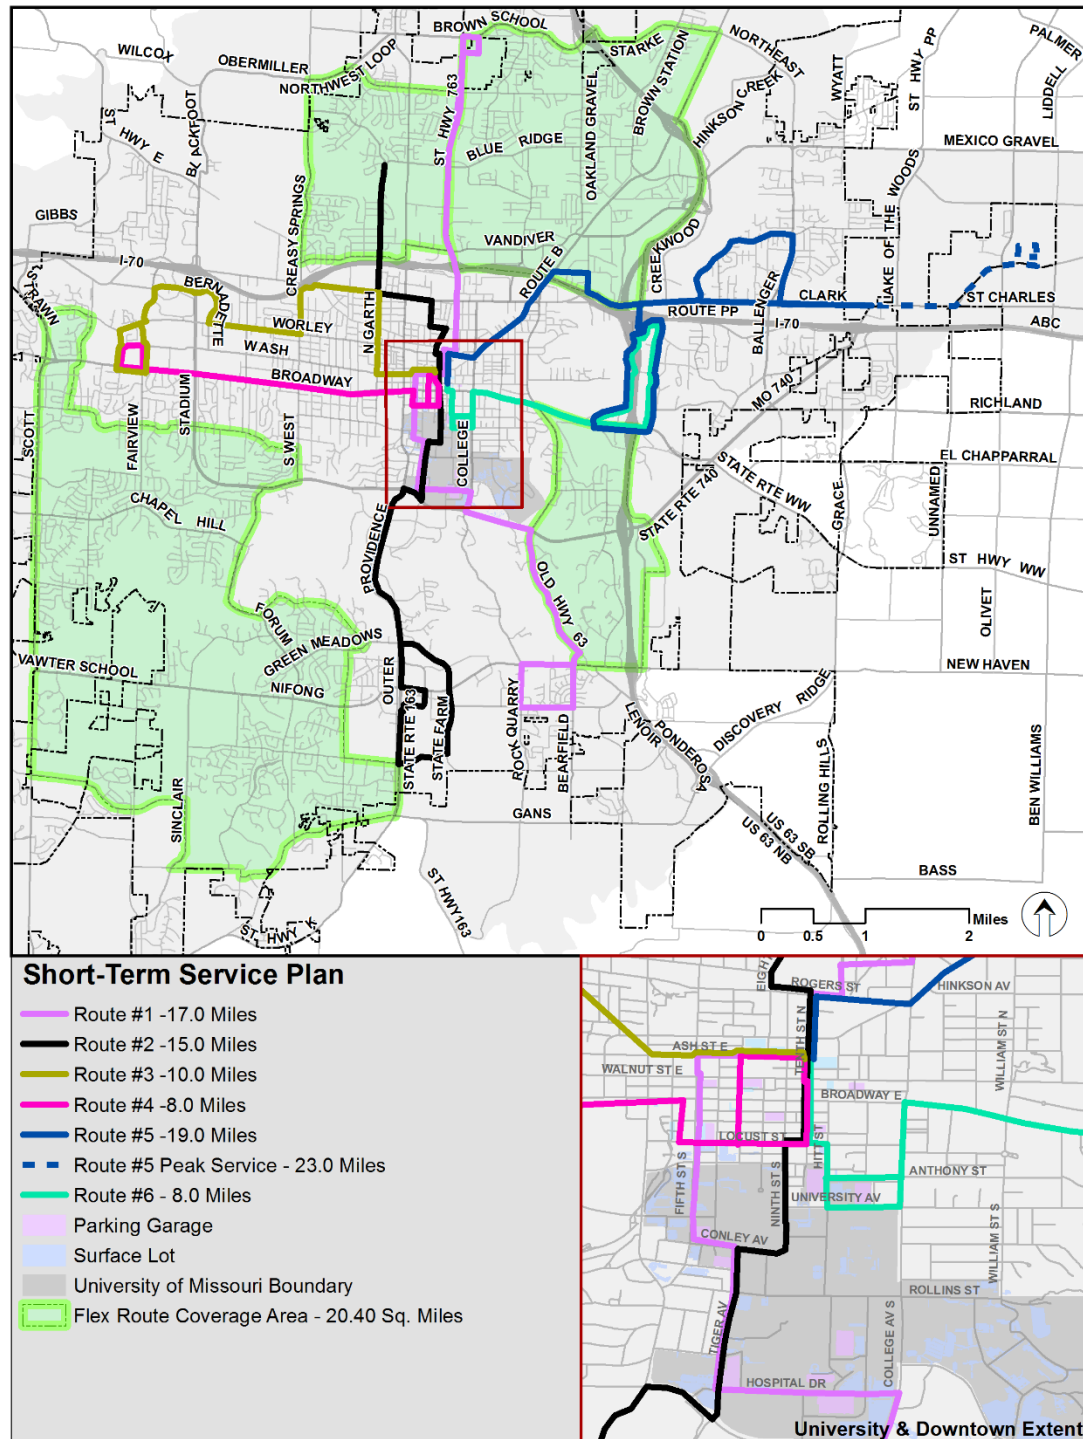 BROWN SCHOOL
WILCOX
OBERMILLER
NORTHWEST LOOP
STARKE
NORTHEAST
PALMER
ST HWY PP
LIDDELL
WYATT
ST HWY E
BLACKFOOT
ST HWY 763
BLUE RIDGE
OAKLAND GRAVEL
BROWN STATION
HINKSON CREEK
MEXICO GRAVEL
GIBBS
CREASY SPRINGS
VANDIVER
ROUTE B
CREEKWOOD
LAKE OF THE WOODS
I-70
STRAWN
BERNADETTE
WORLEY
WASH
N GARTH
BALLENGER
CLARK
ROUTE PP
I-70
ST CHARLES
ABC
BROADWAY
MO 740
RICHLAND
SCOTT
FAIRVIEW
STADIUM
S WEST
COLLEGE
EL CHAPPARRAL
STATE RTE WW
STATE RTE 740
GRACE
UNNAMED
CHAPEL HILL
PROVIDENCE
OLD HWY 63
ST HWY WW
OLIVET
FORUM
GREEN MEADOWS
VAWTER SCHOOL
NIFONG
OUTER
STATE RTE 163
STATE FARM
ROCK QUARRY
BEARFIELD
LENOIR
PONDEROSA
DISCOVERY RIDGE
NEW HAVEN
SINCLAIR
GANS
ROLLING HILLS
BEN WILLIAMS
US 63 SB
US 63 NB
BASS
ST HWY K
ST HWY163
Miles
0 0.5 1 2
Short-Term Service Plan
Route #1 -17.0 Miles
Route #2 -15.0 Miles
Route #3 -10.0 Miles
Route #4 -8.0 Miles
Route #5 -19.0 Miles
Route #5 Peak Service - 23.0 Miles
Route #6 - 8.0 Miles
Parking Garage
Surface Lot
University of Missouri Boundary
Flex Route Coverage Area - 20.40 Sq. Miles
ROGERS ST
HINKSON AV
TENTH ST N
WILLIAM ST N
ASH ST E
WALNUT ST E
BROADWAY E
LOCUST ST
HITT ST
ANTHONY ST
FIFTH ST S
NINTH ST S
UNIVERSITY AV
CONLEY AV
WILLIAM ST S
ROLLINS ST
TIGER AV
COLLEGE AV S
HOSPITAL DR
University & Downtown Extent